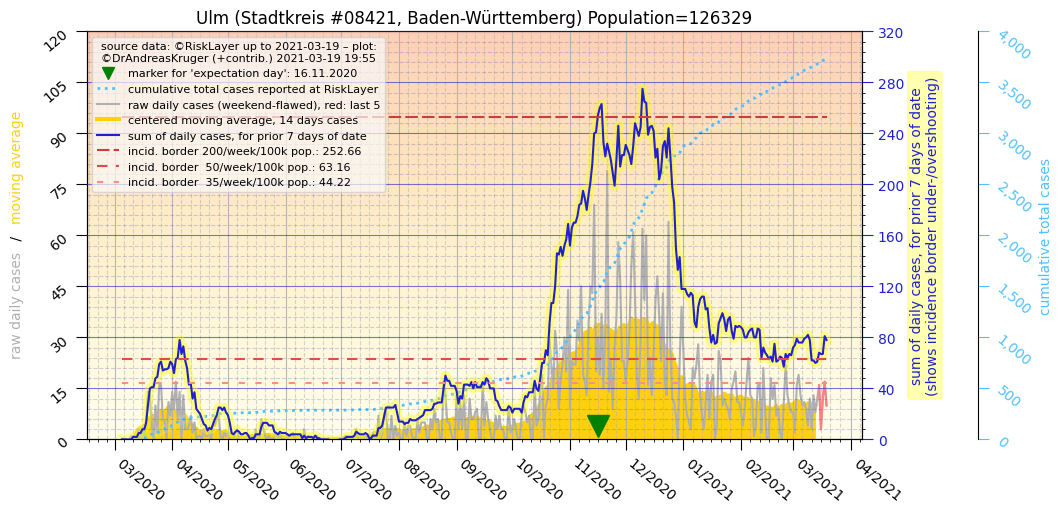 Ulm (Stadtkreis #08421, Baden-Württemberg) Population=126329
source data: ©RiskLayer up to 2021-03-19 – plot:
©DrAndreasKruger (+contrib.) 2021-03-19 19:55
marker for 'expectation day': 16.11.2020
cumulative total cases reported at RiskLayer
raw daily cases (weekend-flawed), red: last 5
centered moving average, 14 days cases
sum of daily cases, for prior 7 days of date
incid. border 200/week/100k pop.: 252.66
incid. border  50/week/100k pop.: 63.16
incid. border  35/week/100k pop.: 44.22
raw daily cases / moving average
120
105
90
75
60
45
30
15
0
03/2020
04/2020
05/2020
06/2020
07/2020
08/2020
09/2020
10/2020
11/2020
12/2020
01/2021
02/2021
03/2021
04/2021
320
280
240
200
160
120
80
40
0
sum of daily cases, for prior 7 days of date
(shows incidence border under-/overshooting)
4,000
3,500
3,000
2,500
2,000
1,500
1,000
500
0
cumulative total cases